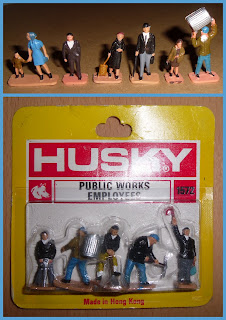 HUSKY
PUBLIC WORKS
EMPLOYEES
Made in Hong Kong